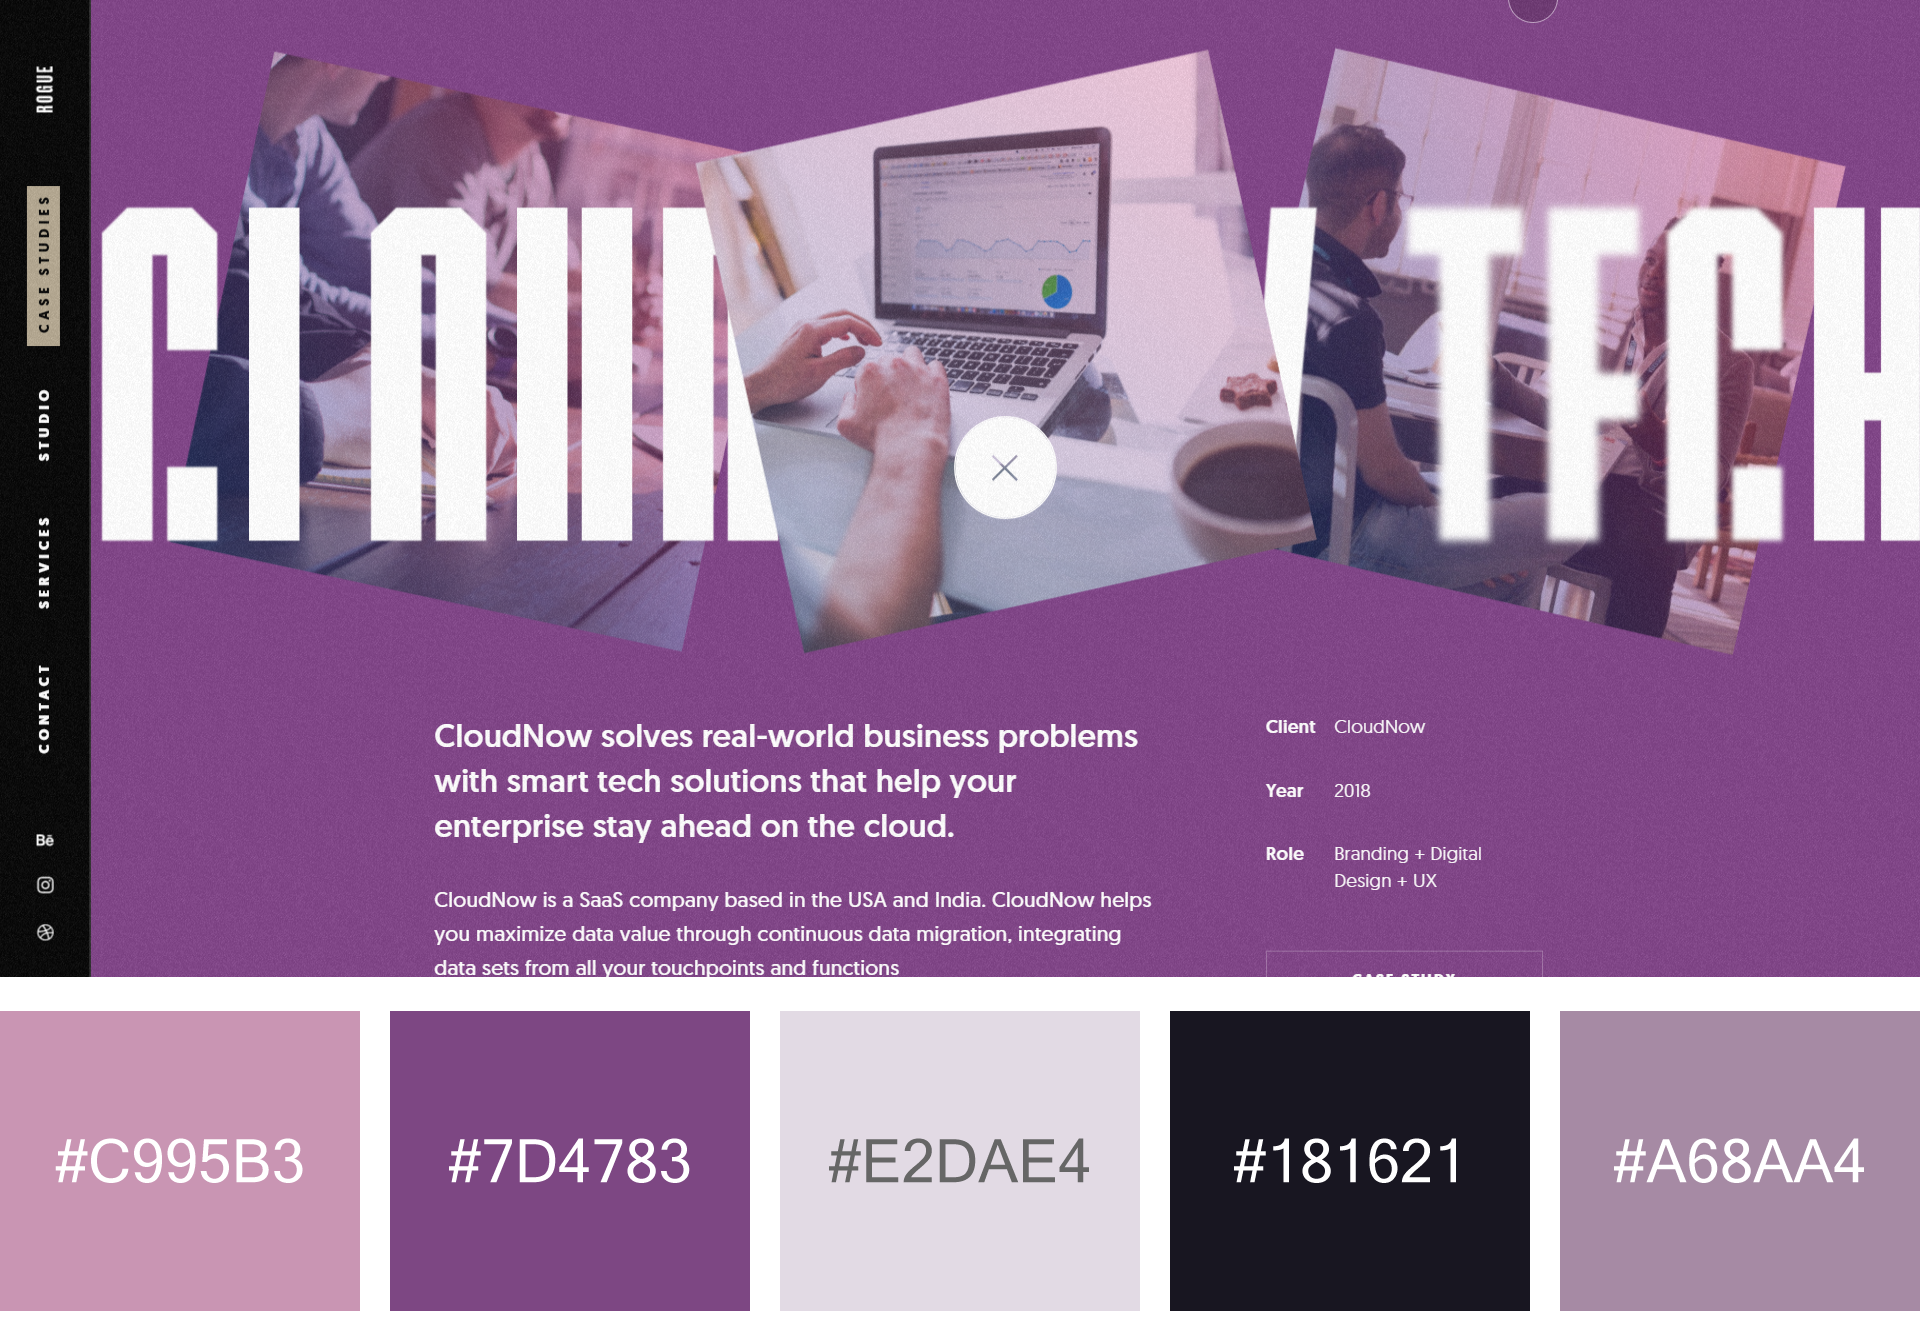 ROGUE
CASE STUDIES
STUDIO
SERVICES
CONTACT
Bē
TECH
CloudNow solves real-world business problems
with smart tech solutions that help your
enterprise stay ahead on the cloud.
CloudNow is a SaaS company based in the USA and India. CloudNow helps
you maximize data value through continuous data migration, integrating
data sets from all your touchpoints and functions
Client CloudNow
Year 2018
Role Branding + Digital
Design + UX
CASE STUDY
#C995B3
#7D4783
#E2DAE4
#181621
#A68AA4